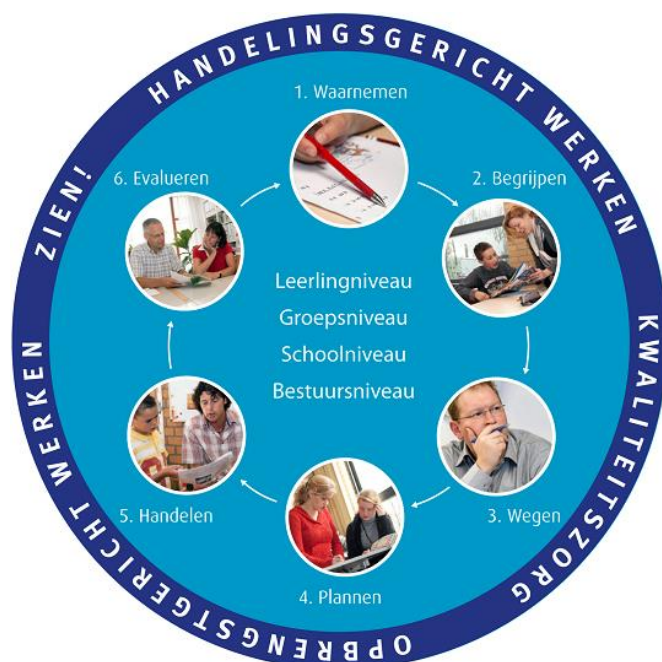 HANDELINGSGERICHT WERKEN
KWALITEITSZORG
OPBRENGSTGERICHT WERKEN
ZIEN!
1. Waarnemen
2. Begrijpen
3. Wegen
4. Plannen
5. Handelen
6. Evalueren
Leerlingniveau
Groepsniveau
Schoolniveau
Bestuursniveau